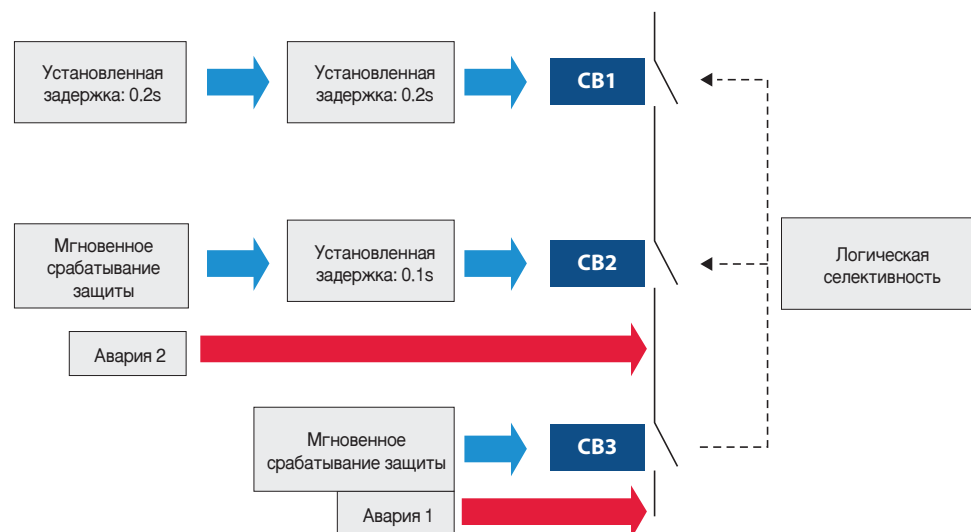 Установленная
задержка: 0.2s
Установленная
задержка: 0.2s
CB1
Мгновенное
срабатывание
защиты
Установленная
задержка: 0.1s
CB2
Логическая
селективность
Авария 2
Мгновенное
срабатывание защиты
CB3
Авария 1